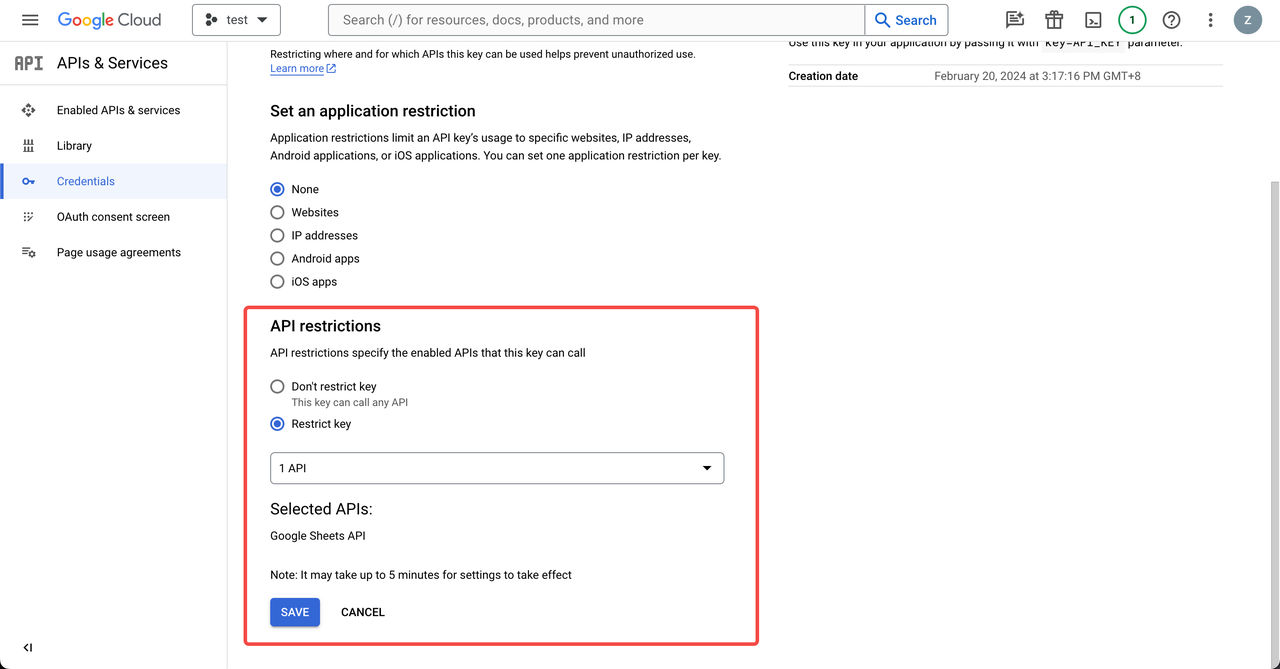 Google Cloud
test
Search (/) for resources, docs, products, and more
Search
1
Z
API APIs & Services
Enabled APIs & services
Library
Credentials
OAuth consent screen
Page usage agreements
Restricting where and for which APIs this key can be used helps prevent unauthorized use.
Learn more
Set an application restriction
Application restrictions limit an API key's usage to specific websites, IP addresses,
Android applications, or iOS applications. You can set one application restriction per key.
None
Websites
IP addresses
Android apps
iOS apps
API restrictions
API restrictions specify the enabled APIs that this key can call
Don't restrict key
This key can call any API
Restrict key
1 API
Selected APIs:
Google Sheets API
Note: It may take up to 5 minutes for settings to take effect
SAVE
CANCEL
Use this key in your application by passing it with key=API_KEY parameter.
Creation date
February 20, 2024 at 3:17:16 PM GMT+8